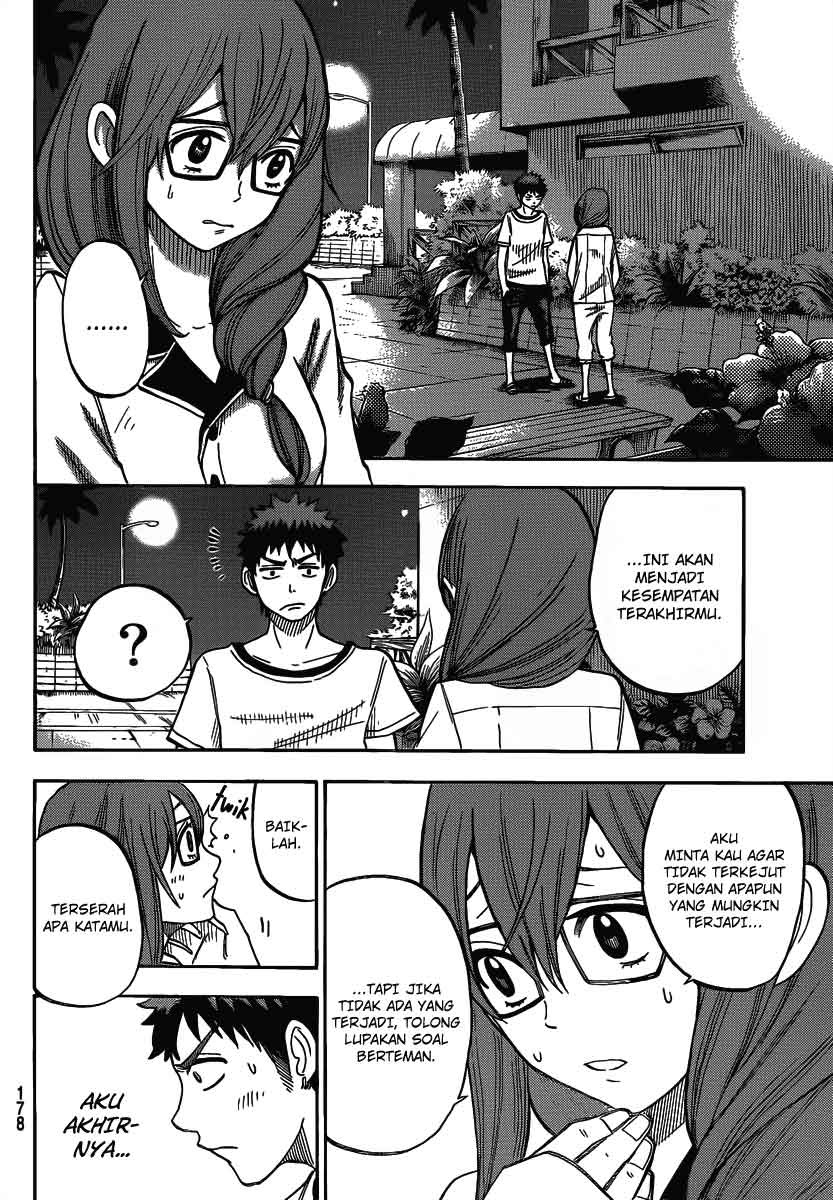 ......
...INI AKAN
MENJADI
KESEMPATAN
TERAKHIRMU.
?
AKU
MINTA KAU AGAR
TIDAK TERKEJUT
DENGAN APAPUN
YANG MUNGKIN
TERJADI...
...TAPI JIKA
TIDAK ADA YANG
TERJADI, TOLONG
LUPAKAN SOAL
BERTEMAN.
BAIK-
LAH.
twik
TERSERAH
APA KATAMU.
AKU
AKHIR-
NYA...
178